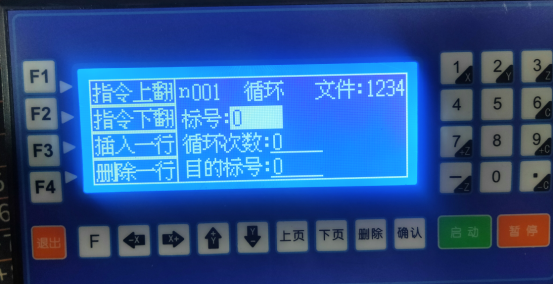 F1
指令上翻 n001 循环 文件:1234
F2
指令下翻 标号:0
F3
插入一行 循环次数:0
F4
删除一行 目的标号:0
1 X 2 Y 3 Z
4 5 6 C
7 -Z 8 9 +C
- 0 .
退出 F -X X+ Y Y 上页 下页 删除 确认 启动 暂停